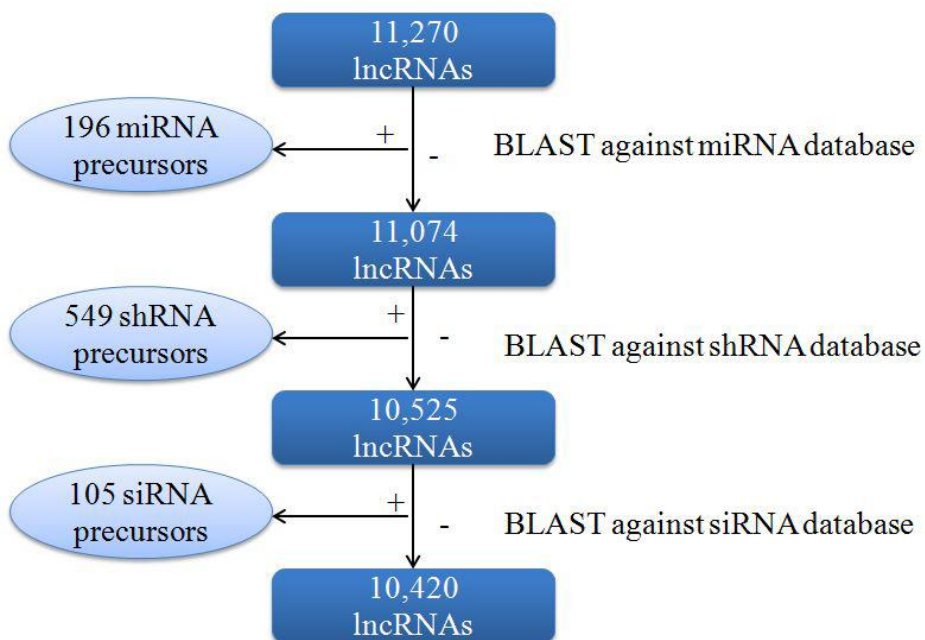 11,270
lncRNAs
196 miRNA
precursors
+
-
BLAST against miRNA database
11,074
lncRNAs
549 shRNA
precursors
+
-
BLAST against shRNA database
10,525
lncRNAs
105 siRNA
precursors
+
-
BLAST against siRNA database
10,420
lncRNAs